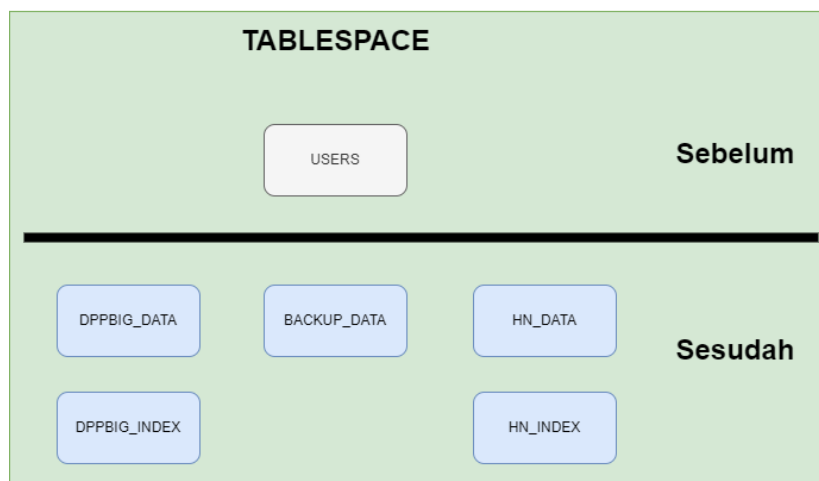 TABLESPACE
USERS
Sebelum
DPPBIG_DATA
BACKUP_DATA
HN_DATA
Sesudah
DPPBIG_INDEX
HN_INDEX